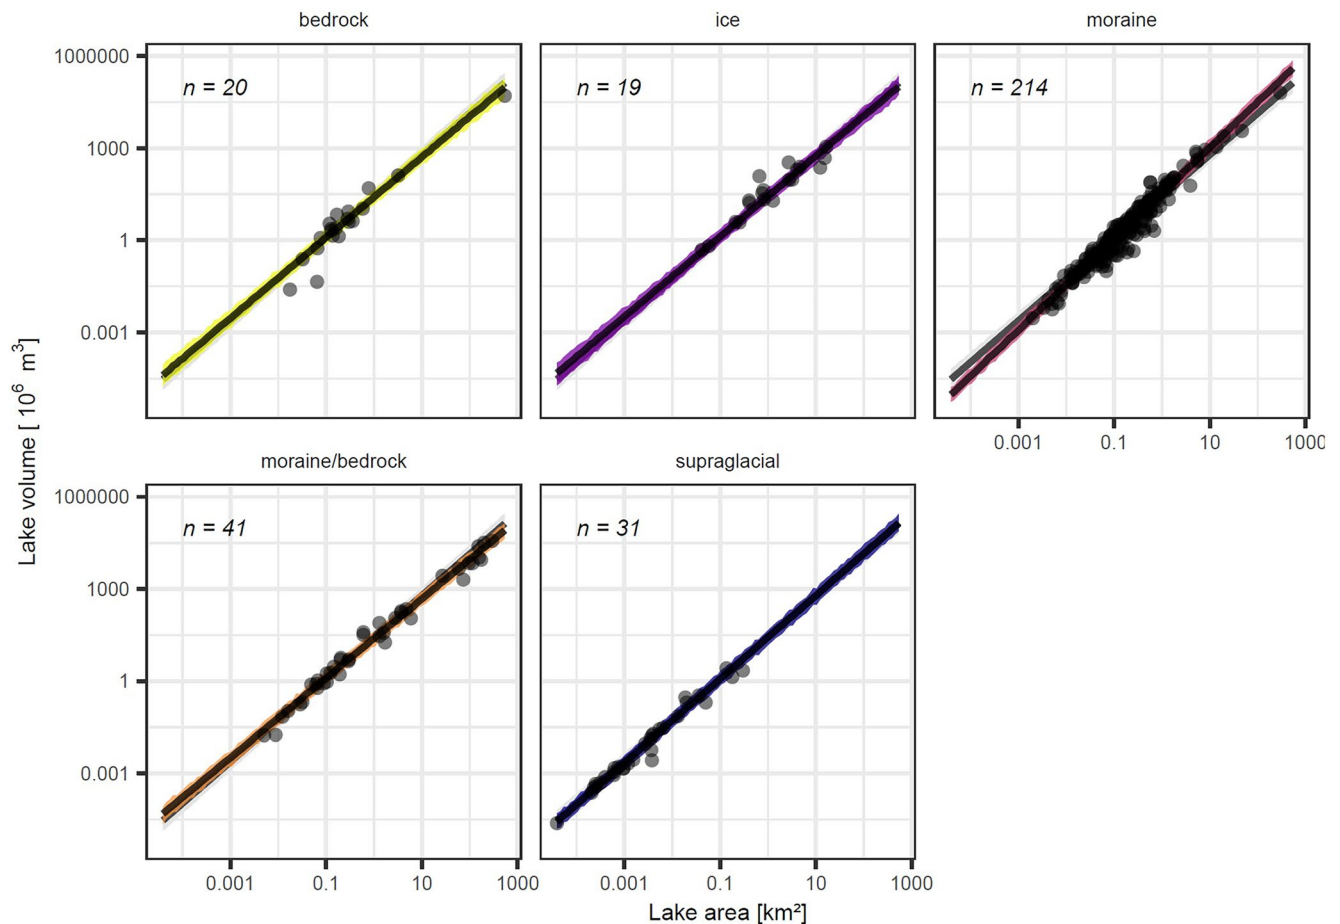 bedrock
ice
moraine
1000000
1000
1
0.001
n = 20
n = 19
n = 214
0.001 0.1 10 1000
moraine/bedrock
supraglacial
1000000
1000
1
0.001
n = 41
n = 31
0.001 0.1 10 1000
0.001 0.1 10 1000
Lake volume [ 10⁶ m³]
Lake area [km²]